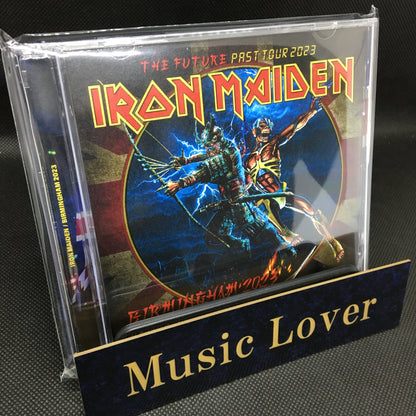 THE FUTURE PAST TOUR 2023
IRON MAIDEN
BIRMINGHAM 2023
IRON MAIDEN / BIRMINGHAM 2023
Music Lover